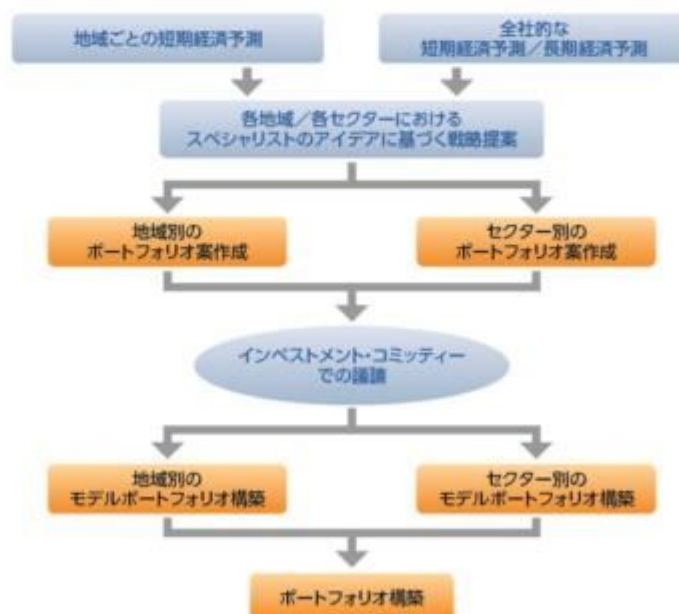 地域ごとの短期経済予測
全社的な
短期経済予測／長期経済予測
各地域／各セクターにおける
スペシャリストのアイデアに基づく戦略提案
地域別の
ポートフォリオ案作成
セクター別の
ポートフォリオ案作成
インベストメント・コミッティー
での議論
地域別の
モデルポートフォリオ構築
セクター別の
モデルポートフォリオ構築
ポートフォリオ構築